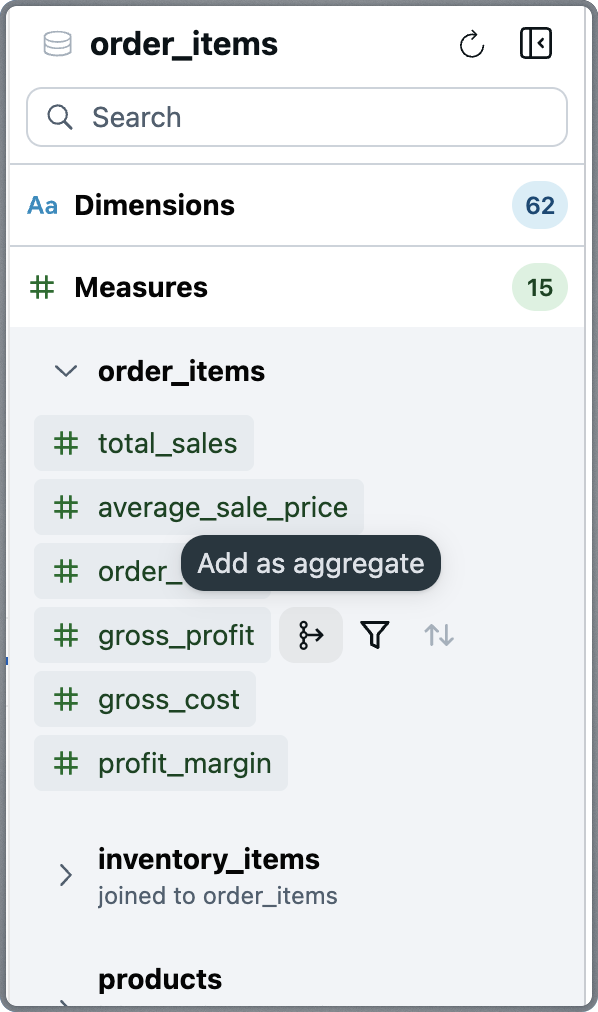 order_items
Search
Aa Dimensions 62
# Measures 15
order_items
# total_sales
# average_sale_price
Add as aggregate
# order_
# gross_profit
# gross_cost
# profit_margin
inventory_items
joined to order_items
products